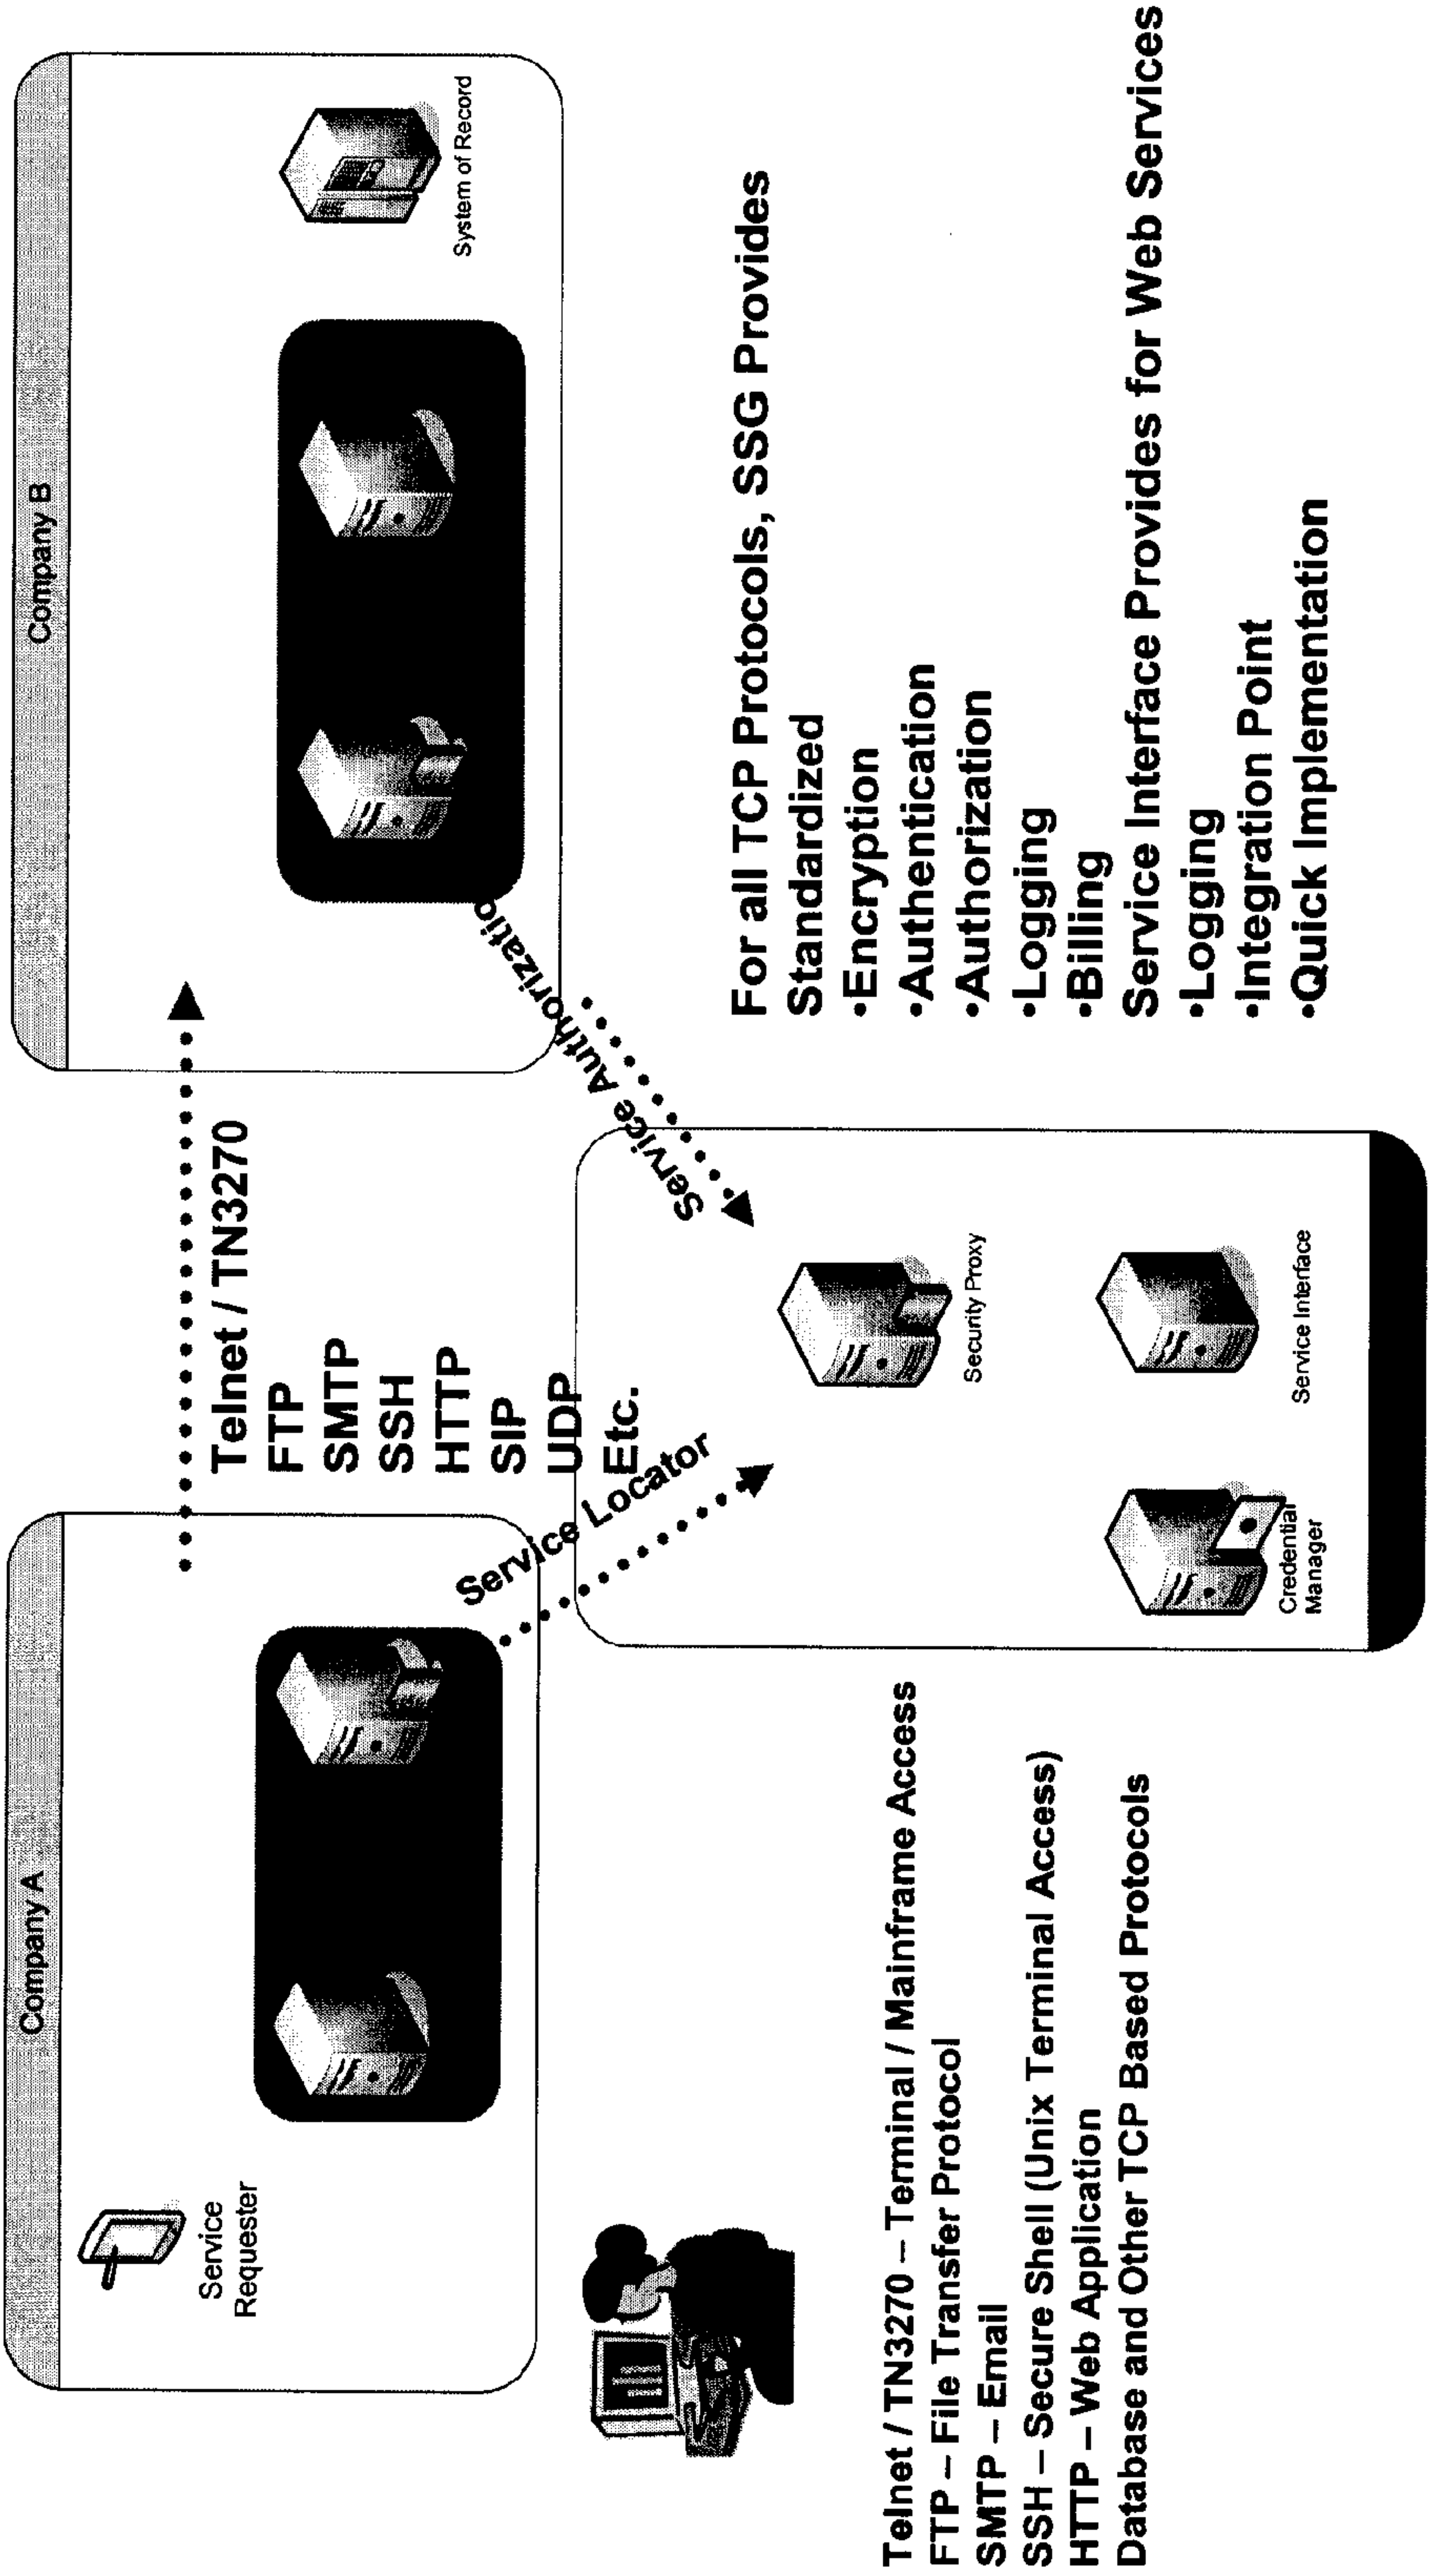 Company A
Service
Requester
Telnet / TN3270
FTP
SMTP
SSH
HTTP
SIP
UDP
Etc.
Company B
System of Record
Service Locator
Service Authorization
Security Proxy
Credential
Manager
Service Interface
Telnet / TN3270 – Terminal / Mainframe Access
FTP – File Transfer Protocol
SMTP – Email
SSH – Secure Shell (Unix Terminal Access)
HTTP – Web Application
Database and Other TCP Based Protocols
For all TCP Protocols, SSG Provides
Standardized
•Encryption
•Authentication
•Authorization
•Logging
•Billing
Service Interface Provides for Web Services
•Logging
•Integration Point
•Quick Implementation